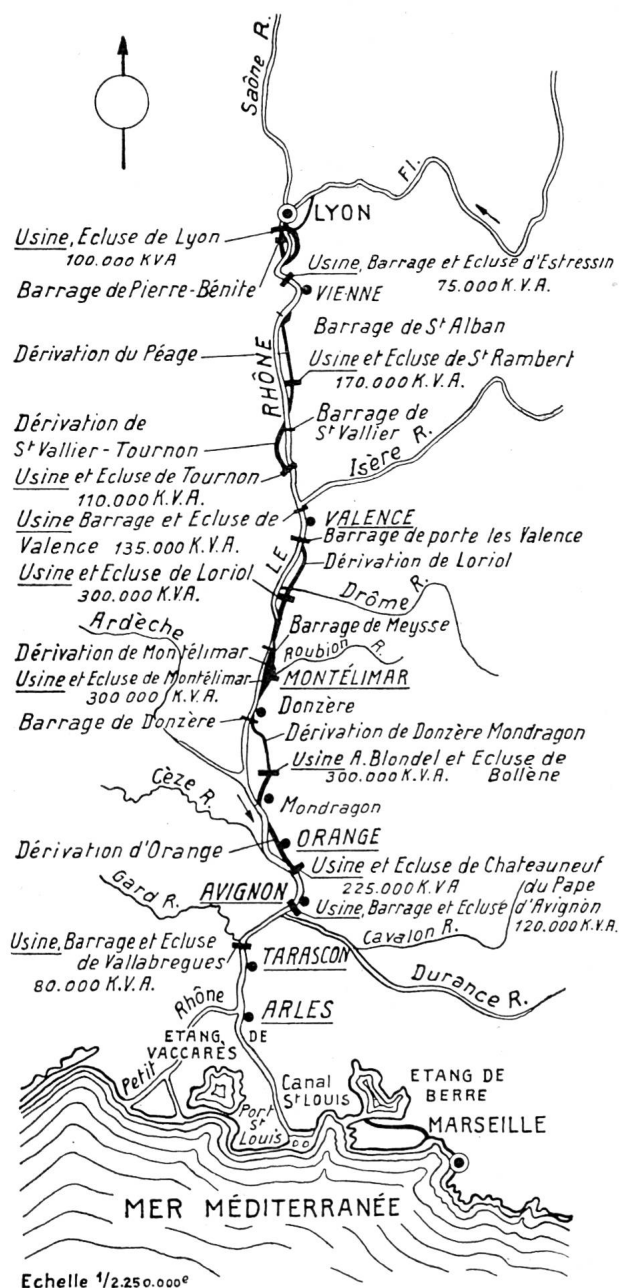 Saône R.
Fl.
LYON
Usine, Ecluse de Lyon
100.000 KVA
Usine, Barrage et Ecluse d'Estressin
75.000 K.V.A.
Barrage de Pierre-Bénite
VIENNE
Barrage de St Alban
Dérivation du Péage
RHÔNE
Usine et Ecluse de St Rambert
170.000 K.V.A.
Dérivation de
St Vallier-Tournon
Barrage de
St Vallier
Isère R.
Usine et Ecluse de Tournon
110.000 K.V.A.
Usine Barrage et Ecluse de
Valence 135.000 K.V.A.
VALENCE
Barrage de porte les Valence
LE
Dérivation de Loriol
Usine et Ecluse de Loriol
300.000 K.V.A.
Drôme R.
Ardèche
Barrage de Meysse
Dérivation de Montélimar
Roubion R.
Usine et Ecluse de Montélimar
300 000 K.V.A.
MONTÉLIMAR
Donzère
Barrage de Donzère
Dérivation de Donzère Mondragon
Usine A. Blondel et Ecluse de
300.000 K.V.A. Bollène
Cèze R.
Mondragon
ORANGE
Dérivation d'Orange
Usine et Ecluse de Chateauneuf
225.000 K.V.A du Pape
Gard R.
AVIGNON
Usine, Barrage et Ecluse d'Avignon
120.000 K.V.A.
Cavalon R.
Usine, Barrage et Ecluse
de Vallabregues
80.000 K.V.A.
TARASCON
Durance R.
Petit Rhône
ARLES
ETANG DE
VACCARÈS
Canal
St Louis
ETANG DE
BERRE
Port
St
Louis
MARSEILLE
MER MÉDITERRANÉE
Echelle 1/2.250.000e